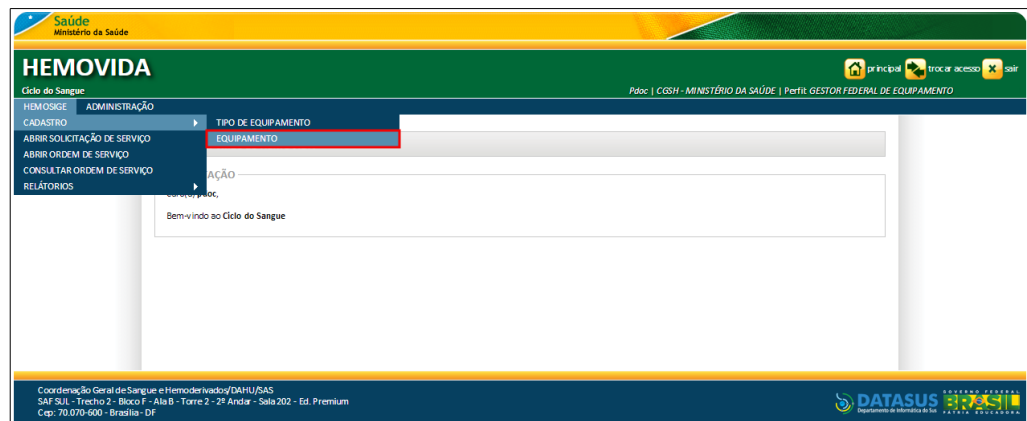 Saúde
Ministério da Saúde
HEMOVIDA
principal trocar acesso sair
Ciclo do Sangue
Pdoc | CGSH - MINISTÉRIO DA SAÚDE | Perfil: GESTOR FEDERAL DE EQUIPAMENTO
HEMOSIGE ADMINISTRAÇÃO
CADASTRO TIPO DE EQUIPAMENTO
ABRIR SOLICITAÇÃO DE SERVIÇO EQUIPAMENTO
ABRIR ORDEM DE SERVIÇO
CONSULTAR ORDEM DE SERVIÇO
RELÁTORIOS
AÇÃO
pdoc,
Bem-vindo ao Ciclo do Sangue
Coordenação Geral de Sangue e Hemoderivados/DAHU/SAS
SAF SUL - Trecho 2 - Bloco F - Ala B - Torre 2 - 2º Andar - Sala 202 - Ed. Premium
Cep: 70.070-600 - Brasília - DF
DATASUS
Departamento de Informática do Sus
GOVERNO FEDERAL
BRASIL
PÁTRIA EDUCADORA